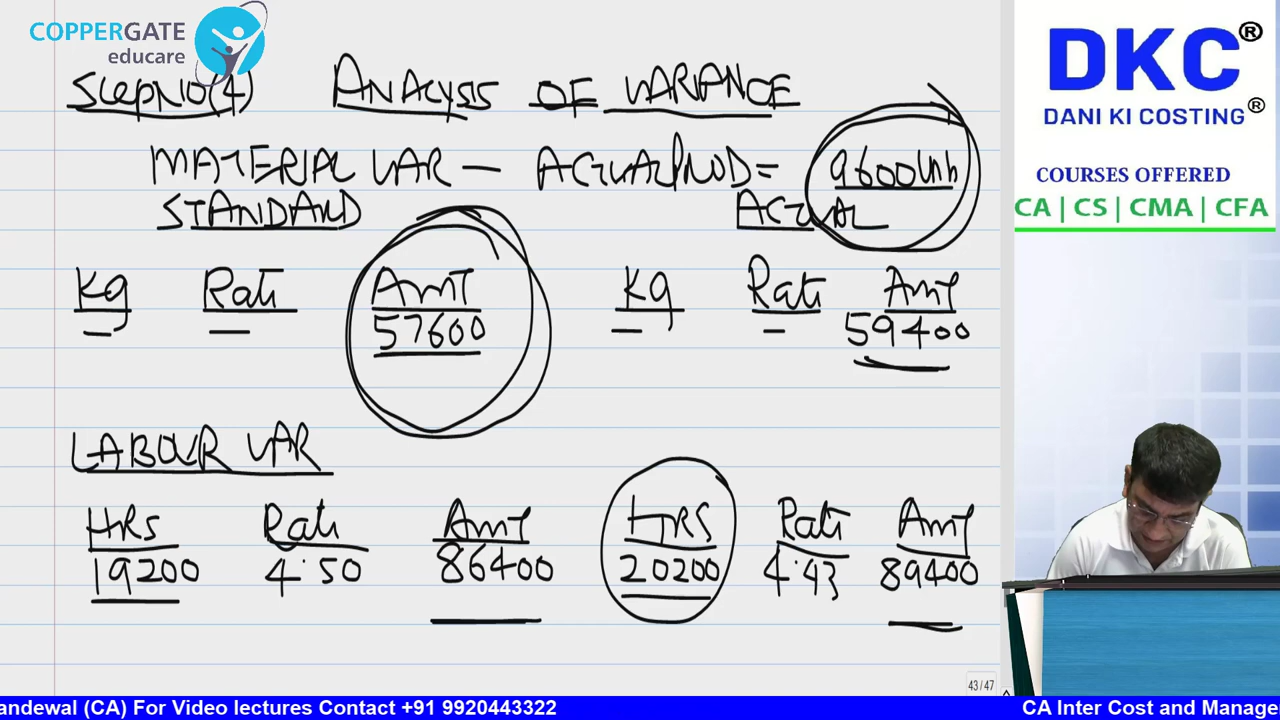 COPPERGATE
educare
StepNO(4) ANALYSIS OF VARIANCE
MATERIAL VAR — ACTUAL PROD = 9600 Unit
STANDARD ACTUAL
Kg Rate AMT Kg Rate AMT
57600 59400
LABOUR VAR
HRS Rate AMT HRS Rate AMT
19200 4.50 86400 20200 4.43 89400
43/47
DKC®
DANI KI COSTING®
COURSES OFFERED
CA | CS | CMA | CFA
andewal (CA) For Video lectures Contact +91 9920443322 CA Inter Cost and Manage